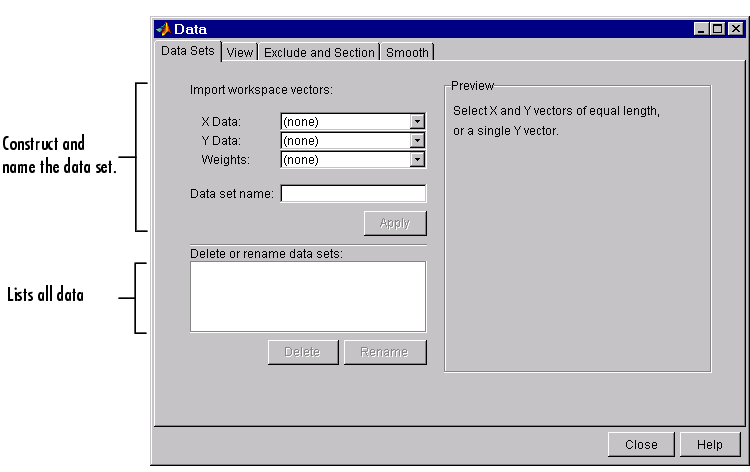 Data
Data Sets View Exclude and Section Smooth
Import workspace vectors:
X Data: (none)
Y Data: (none)
Weights: (none)
Data set name:
Apply
Delete or rename data sets:
Delete Rename
Preview
Select X and Y vectors of equal length,
or a single Y vector.
Close Help
Construct and
name the data set.
Lists all data